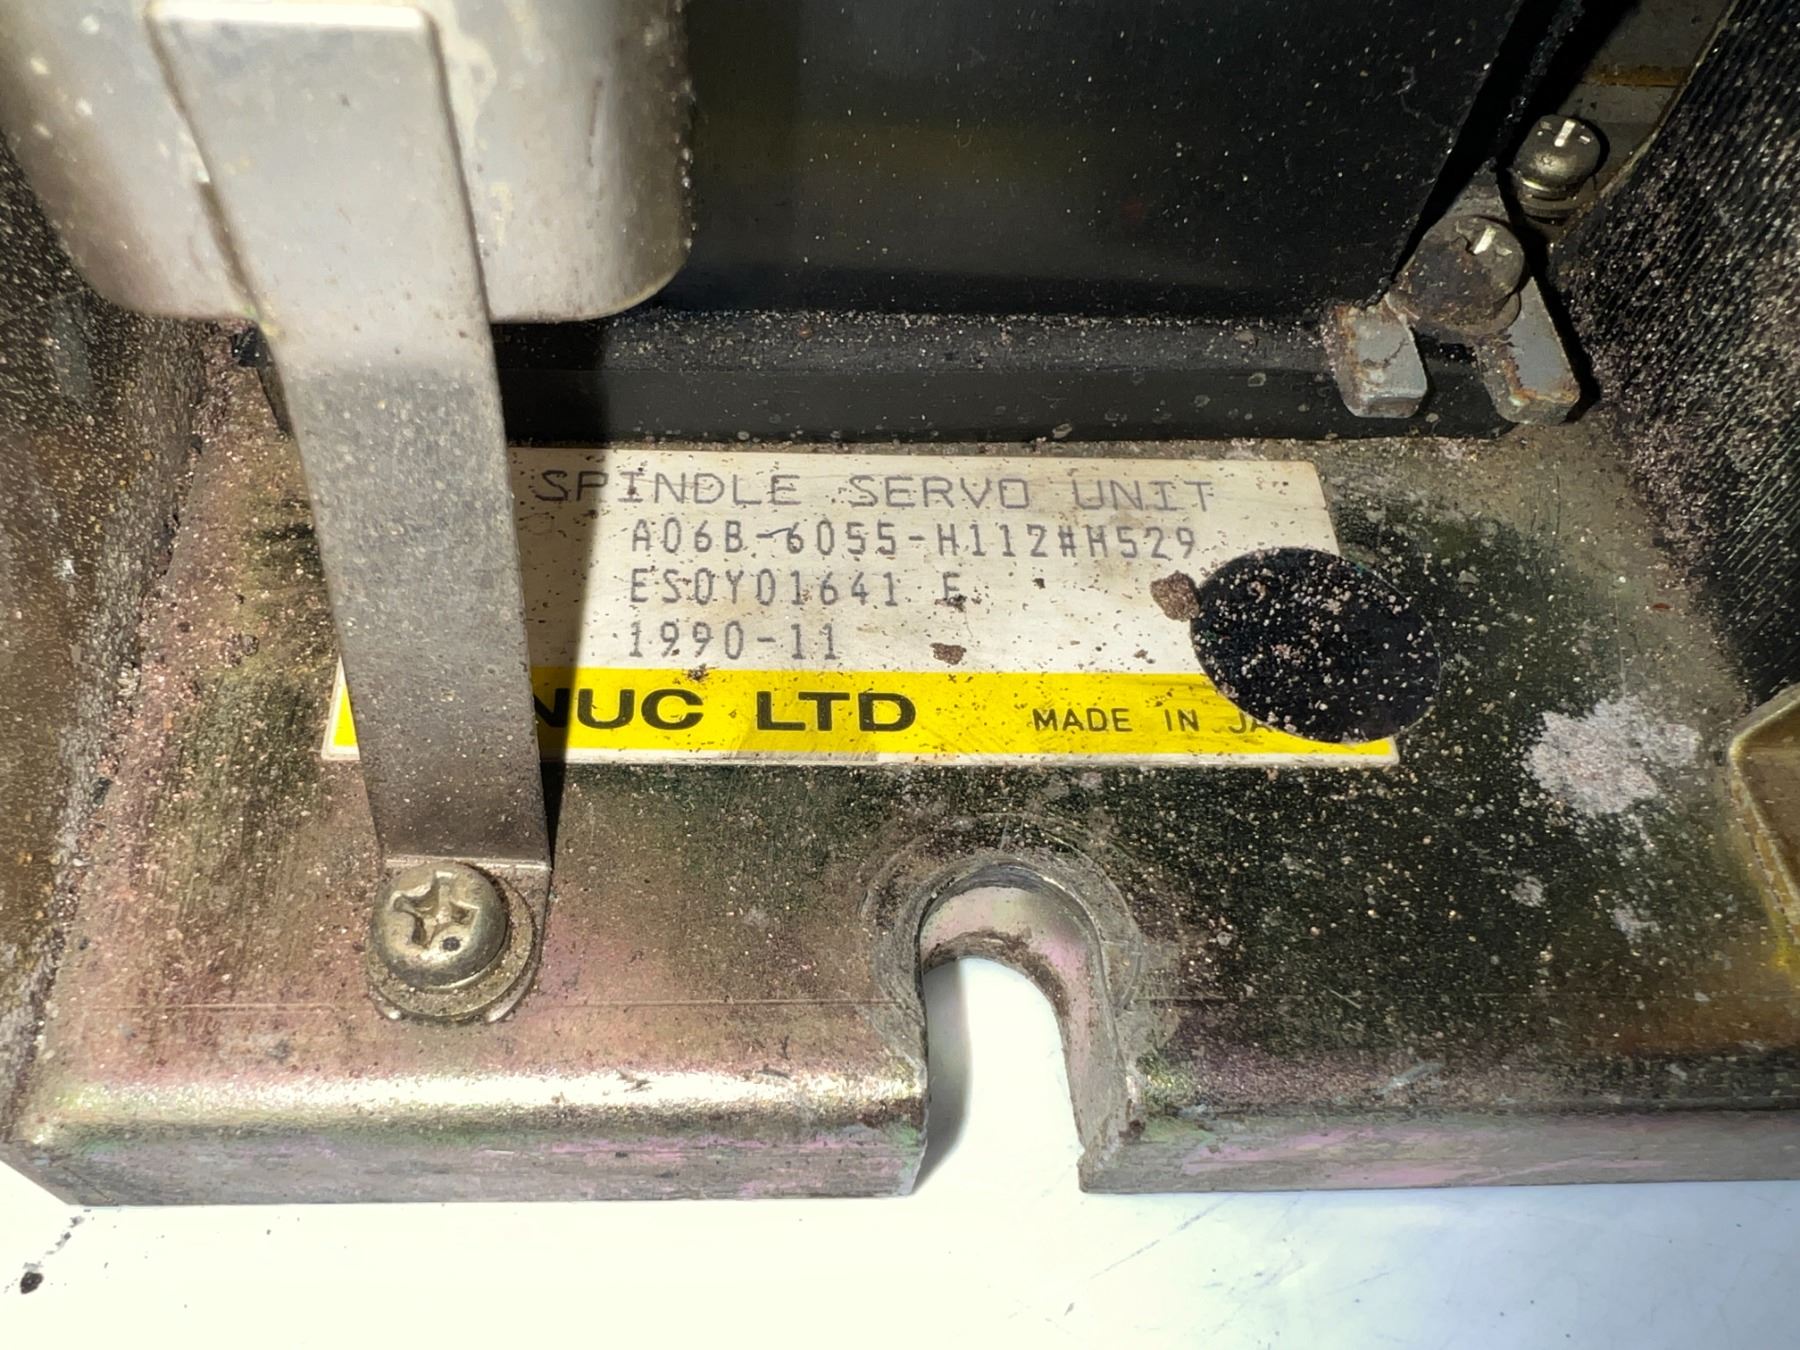 SPINDLE SERVO UNIT
A06B-6055-H112#H529
ES0Y01641 E
1990-11
NUC LTD MADE IN JA